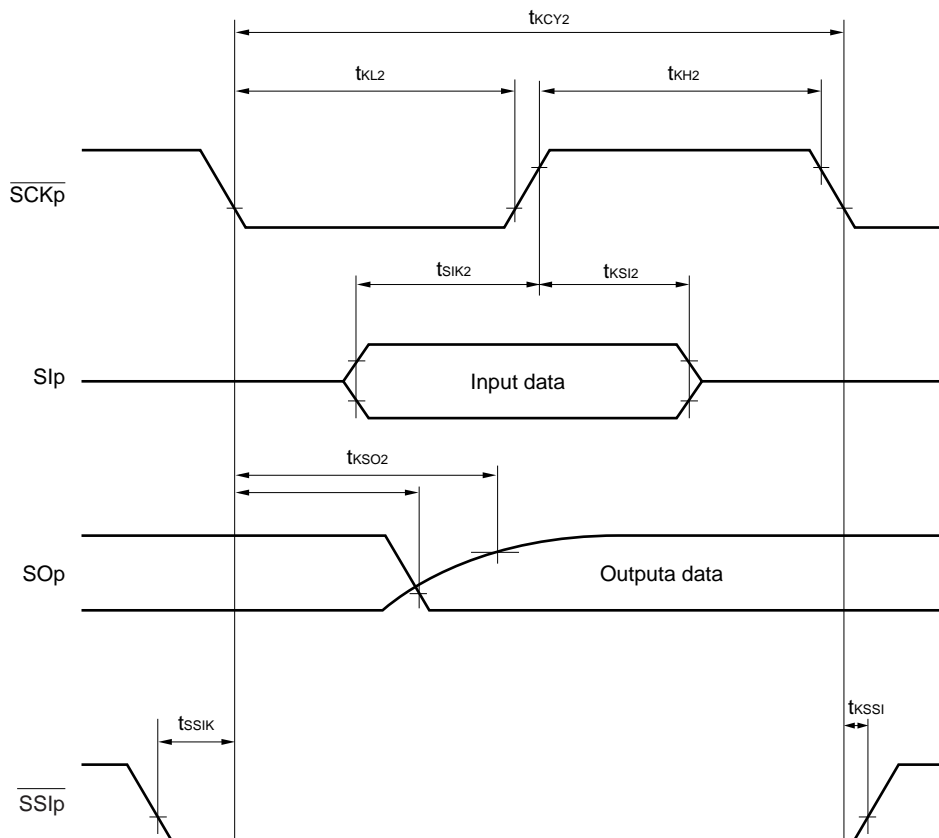 tKCY2
tKL2
tKH2
SCKp
tSIK2
tKSI2
SIp
Input data
tKSO2
SOp
Outputa data
tSSIK
tKSSI
SSIp